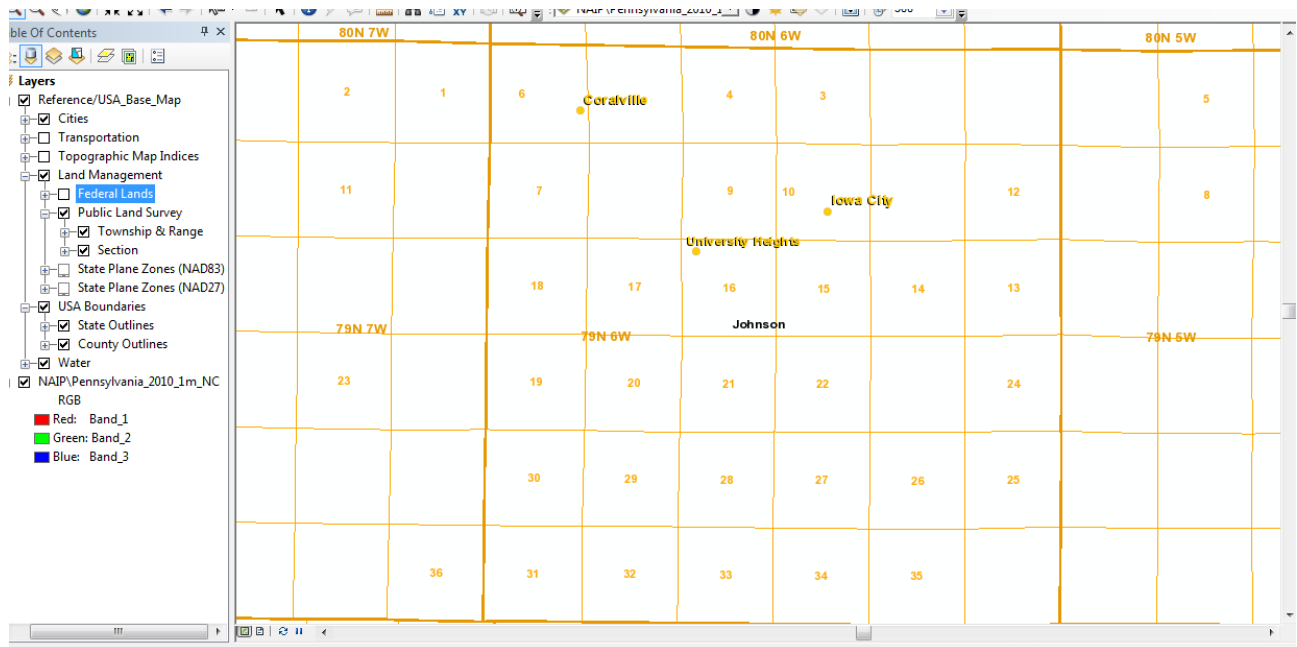 NAIP\Pennsylvania_2010_1
XY
ble Of Contents
Layers
Reference/USA_Base_Map
Cities
Transportation
Topographic Map Indices
Land Management
Federal Lands
Public Land Survey
Township & Range
Section
State Plane Zones (NAD83)
State Plane Zones (NAD27)
USA Boundaries
State Outlines
County Outlines
Water
NAIP\Pennsylvania_2010_1m_NC
RGB
Red: Band_1
Green: Band_2
Blue: Band_3
80N 7W 80N 6W 80N 5W
2 1 6 Coralville 4 3 5
11 7 9 10 Iowa City 12 8
University Heights
18 17 16 15 14 13
Johnson
79N 7W 79N 6W 79N 5W
23 19 20 21 22 24
30 29 28 27 26 25
36 31 32 33 34 35